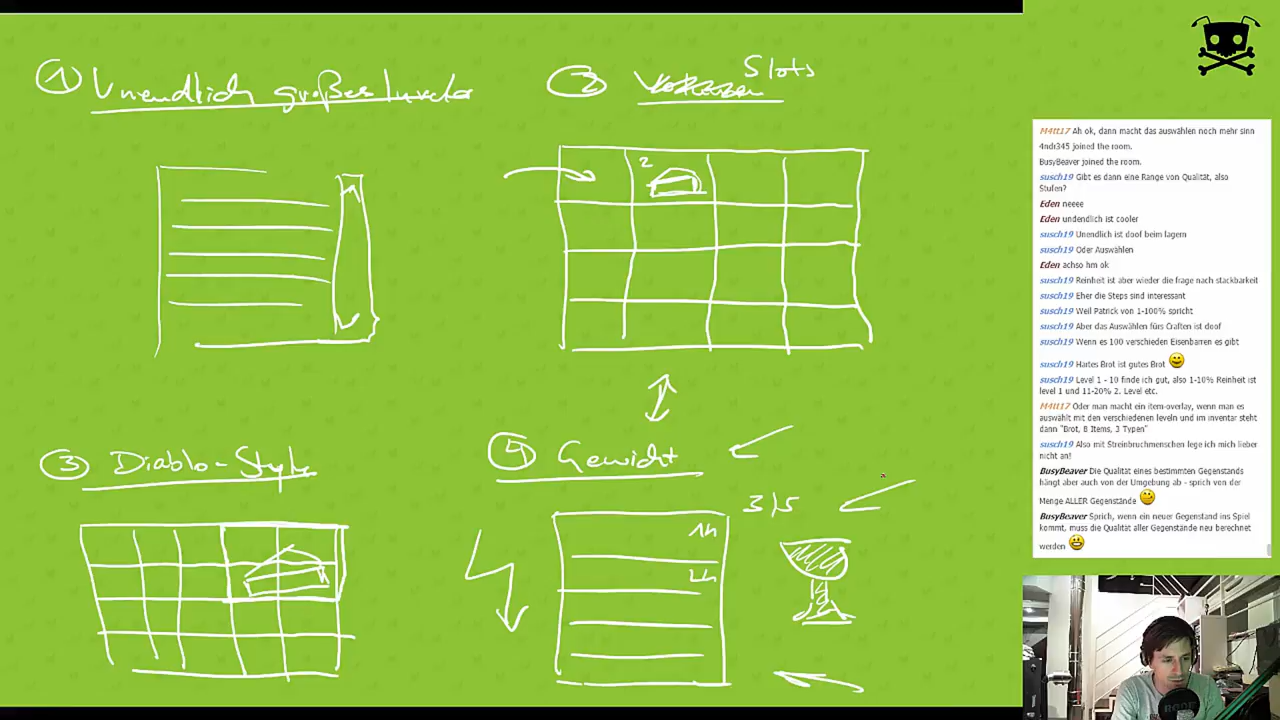 ① Unendlich großes Inventar
② Slots
2
③ Diablo-Style
④ Gewicht
3/5
M4tt17 Ah ok, dann macht das auswählen noch mehr sinn
4ndr345 joined the room.
BusyBeaver joined the room.
susch19 Gibt es dann eine Range von Qualität, also
Stufen?
Eden neeee
Eden undendlich ist cooler
susch19 Unendlich ist doof beim lagern
susch19 Oder Auswählen
Eden achso hm ok
susch19 Reinheit ist aber wieder die frage nach stackbarkeit
susch19 Eher die Steps sind interessant
susch19 Weil Patrick von 1-100% spricht
susch19 Aber das Auswählen fürs Craften ist doof
susch19 Wenn es 100 verschieden Eisenbarren es gibt
susch19 Hartes Brot ist gutes Brot
susch19 Level 1 - 10 finde ich gut, also 1-10% Reinheit ist
level 1 und 11-20% 2. Level etc.
M4tt17 Oder man macht ein item-overlay, wenn man es
auswählt mit den verschiedenen leveln und im inventar steht
dann "Brot, 8 Items, 3 Typen"
susch19 Also mit Streinbruchmenschen lege ich mich lieber
nicht an!
BusyBeaver Die Qualität eines bestimmten Gegenstands
hängt aber auch von der Umgebung ab - sprich von der
Menge ALLER Gegenstände
BusyBeaver Sprich, wenn ein neuer Gegenstand ins Spiel
kommt, muss die Qualität aller Gegenstände neu berechnet
werden